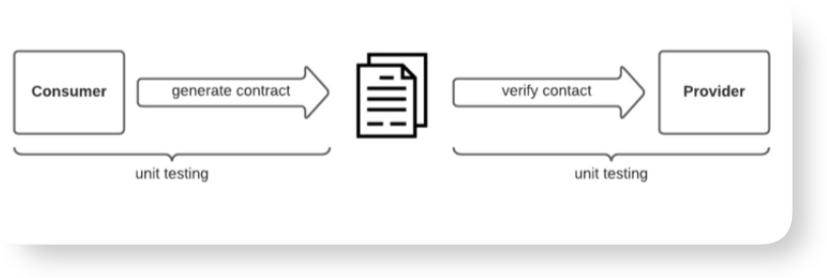 Consumer
generate contract
verify contact
Provider
unit testing
unit testing